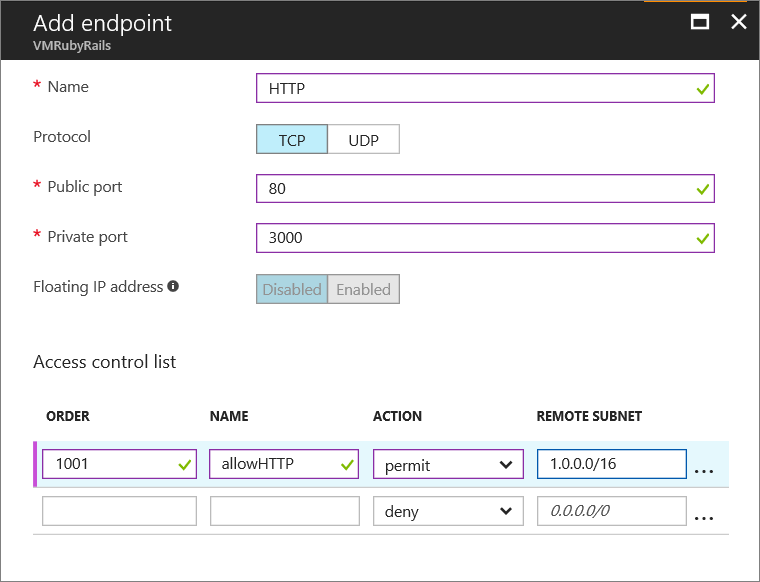 Add endpoint
VMRubyRails
* Name HTTP
Protocol TCP UDP
* Public port 80
* Private port 3000
Floating IP address Disabled Enabled
Access control list
ORDER NAME ACTION REMOTE SUBNET
1001 allowHTTP permit 1.0.0.0/16 ...
deny 0.0.0.0/0 ...